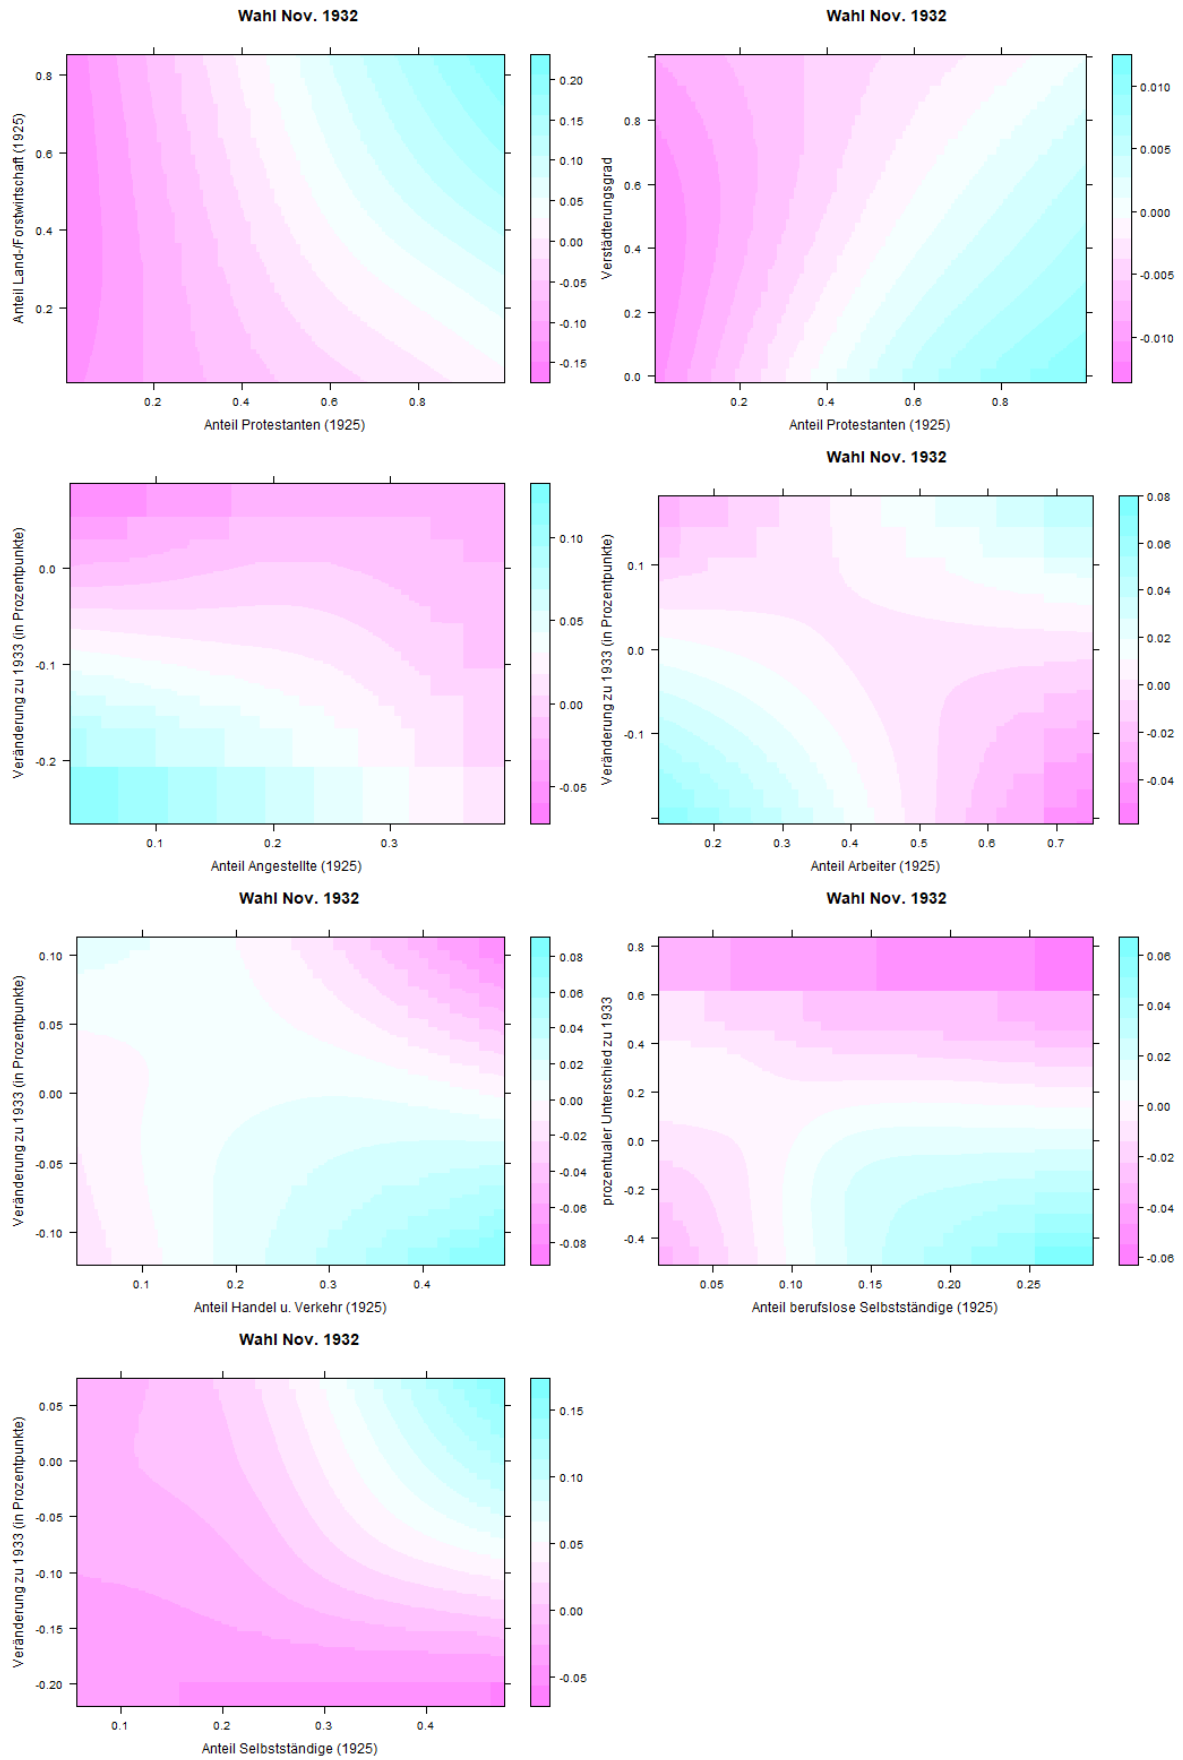 Wahl Nov. 1932
Anteil Land-/Forstwirtschaft (1925)
0.8
0.6
0.4
0.2
0.2 0.4 0.6 0.8
Anteil Protestanten (1925)
0.20
0.15
0.10
0.05
0.00
-0.05
-0.10
-0.15
Wahl Nov. 1932
Verstädterungsgrad
0.8
0.6
0.4
0.2
0.0
0.2 0.4 0.6 0.8
Anteil Protestanten (1925)
0.010
0.005
0.000
-0.005
-0.010
Veränderung zu 1933 (in Prozentpunkte)
0.0
-0.1
-0.2
0.1 0.2 0.3
Anteil Angestellte (1925)
0.10
0.05
0.00
-0.05
Wahl Nov. 1932
Veränderung zu 1933 (in Prozentpunkte)
0.1
0.0
-0.1
0.2 0.3 0.4 0.5 0.6 0.7
Anteil Arbeiter (1925)
0.08
0.06
0.04
0.02
0.00
-0.02
-0.04
Wahl Nov. 1932
Veränderung zu 1933 (in Prozentpunkte)
0.10
0.05
0.00
-0.05
-0.10
0.1 0.2 0.3 0.4
Anteil Handel u. Verkehr (1925)
0.08
0.06
0.04
0.02
0.00
-0.02
-0.04
-0.06
-0.08
Wahl Nov. 1932
prozentualer Unterschied zu 1933
0.8
0.6
0.4
0.2
0.0
-0.2
-0.4
0.05 0.10 0.15 0.20 0.25
Anteil berufslose Selbstständige (1925)
0.06
0.04
0.02
0.00
-0.02
-0.04
-0.06
Wahl Nov. 1932
Veränderung zu 1933 (in Prozentpunkte)
0.05
0.00
-0.05
-0.10
-0.15
-0.20
0.1 0.2 0.3 0.4
Anteil Selbstständige (1925)
0.15
0.10
0.05
0.00
-0.05